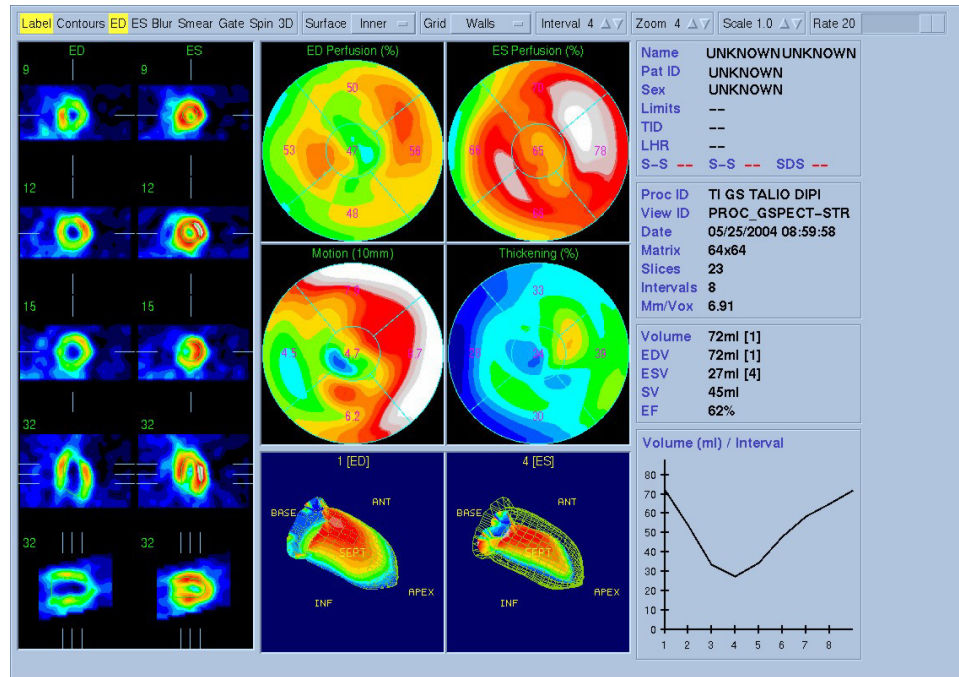 Label Contours ED ES Blur Smear Gate Spin 3D Surface Inner Grid Walls Interval 4 Zoom 4 Scale 1.0 Rate 20
ED ES
9 9
12 12
15 15
32 32
32 32
ED Perfusion (%)
50
53 47 56
48
ES Perfusion (%)
70
66 65 78
Motion (10mm)
4.5 4.7
6.2
Thickening (%)
33
39
30
1 [ED]
BASE ANT
SEPT
INF APEX
4 [ES]
BASE ANT
SEPT
INF APEX
Name UNKNOWNUNKNOWN
Pat ID UNKNOWN
Sex UNKNOWN
Limits --
TID --
LHR --
S-S -- S-S -- SDS --
Proc ID TI GS TALIO DIPI
View ID PROC_GSPECT-STR
Date 05/25/2004 08:59:58
Matrix 64x64
Slices 23
Intervals 8
Mm/Vox 6.91
Volume 72ml [1]
EDV 72ml [1]
ESV 27ml [4]
SV 45ml
EF 62%
Volume (ml) / Interval
80
70
60
50
40
30
20
10
0
1 2 3 4 5 6 7 8